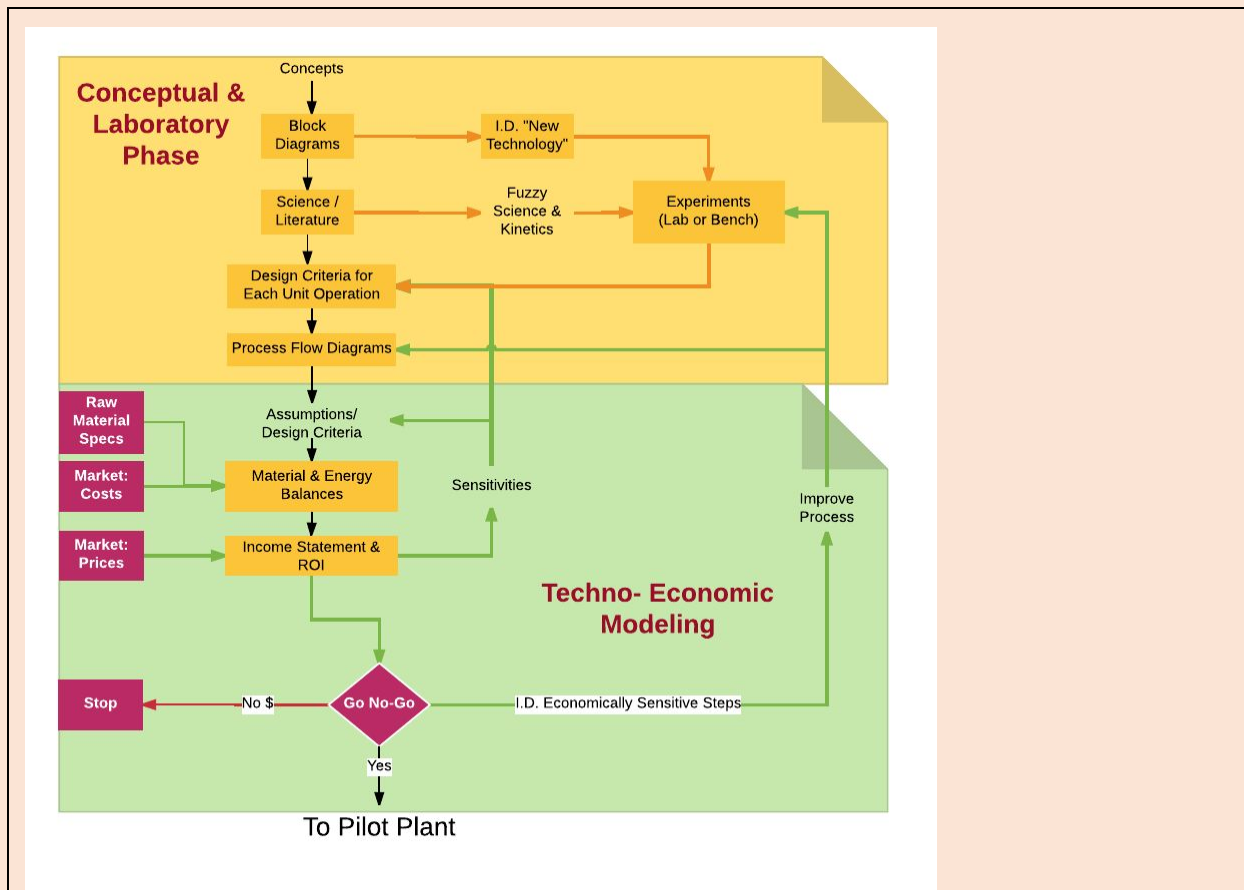 Conceptual &
Laboratory
Phase
Concepts
Block
Diagrams
I.D. "New
Technology"
Science /
Literature
Fuzzy
Science &
Kinetics
Experiments
(Lab or Bench)
Design Criteria for
Each Unit Operation
Process Flow Diagrams
Raw
Material
Specs
Assumptions/
Design Criteria
Market:
Costs
Material & Energy
Balances
Sensitivities
Improve
Process
Market:
Prices
Income Statement &
ROI
Techno- Economic
Modeling
Stop
No $
Go No-Go
I.D. Economically Sensitive Steps
Yes
To Pilot Plant